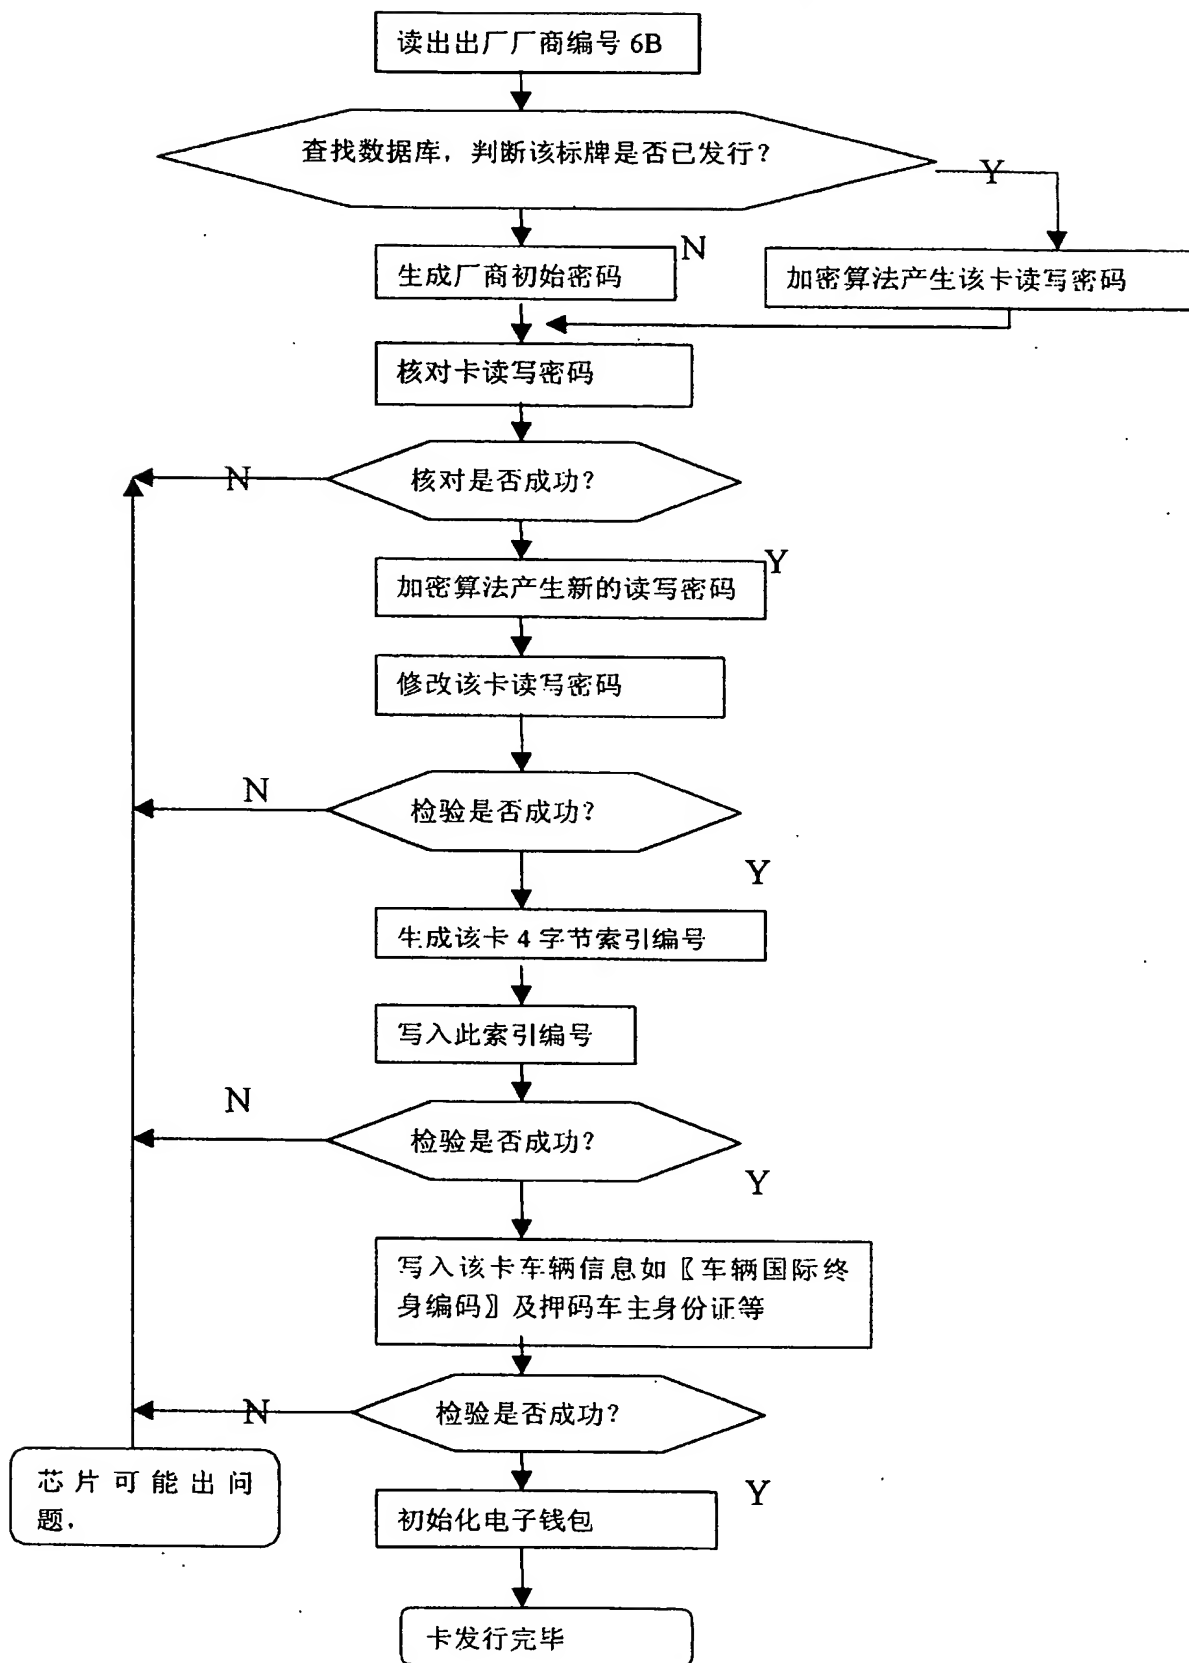 读出出厂厂商编号 6B
查找数据库，判断该标牌是否已发行？
Y
N
生成厂商初始密码
加密算法产生该卡读写密码
核对卡读写密码
N
核对是否成功？
Y
加密算法产生新的读写密码
修改该卡读写密码
N
检验是否成功？
Y
生成该卡 4 字节索引编号
写入此索引编号
N
检验是否成功？
Y
写入该卡车辆信息如〖车辆国际终
身编码〗及押码车主身份证等
N
检验是否成功？
芯片可能出问
题，
Y
初始化电子钱包
卡发行完毕